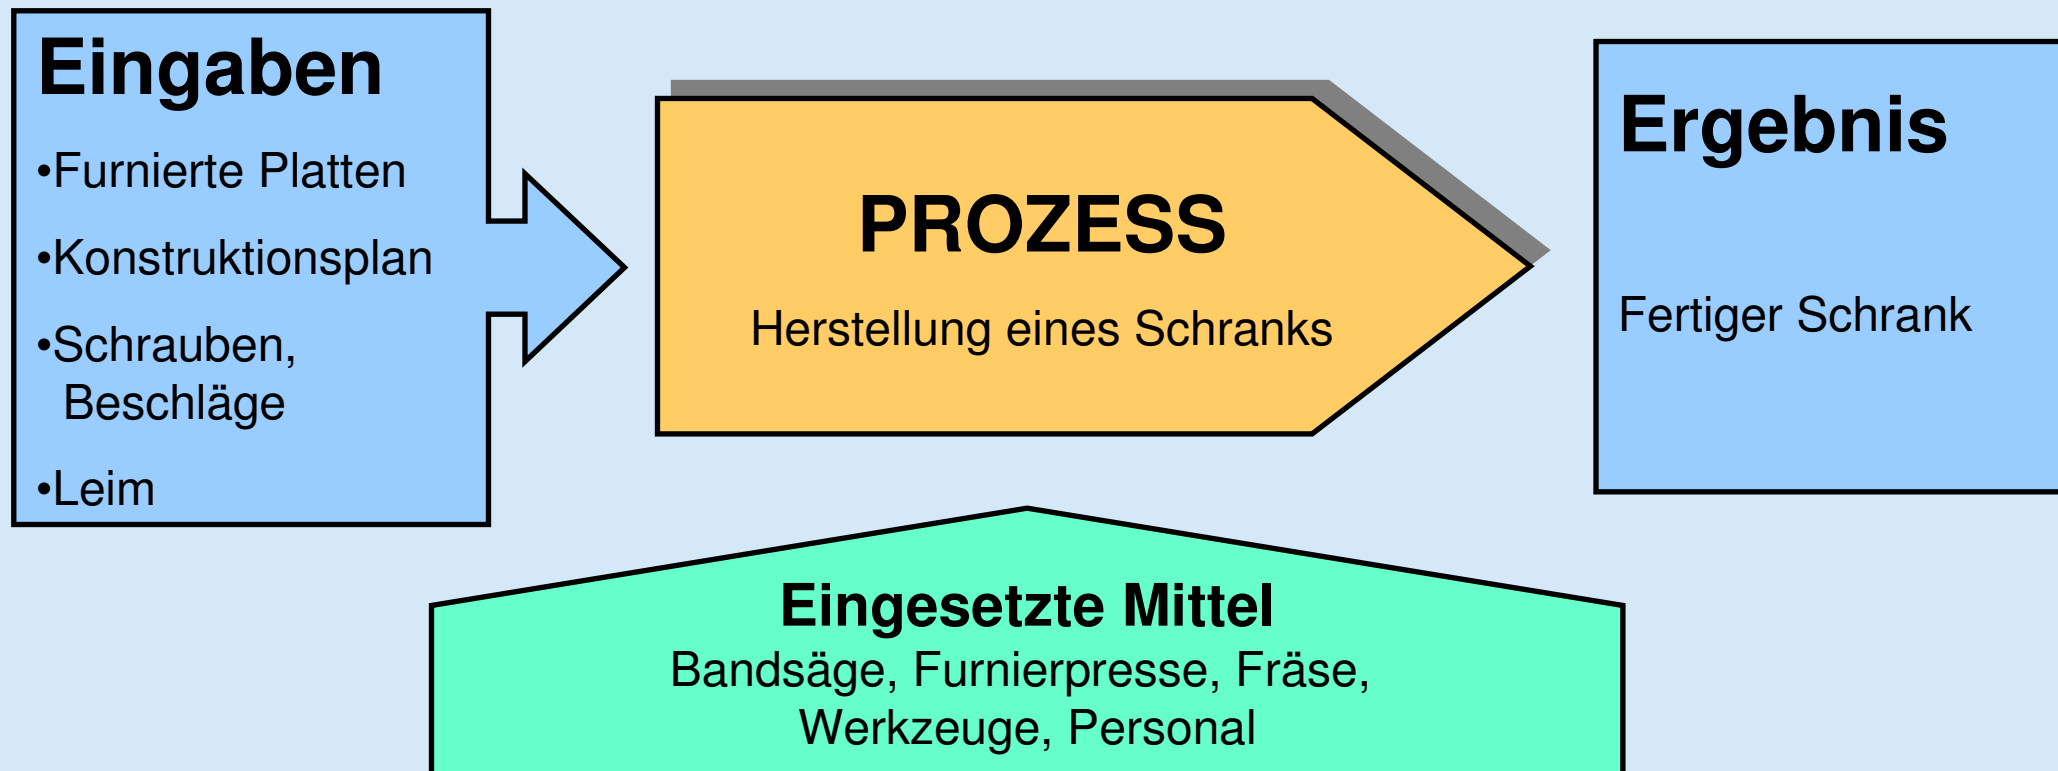 Eingaben
•Furnierte Platten
•Konstruktionsplan
•Schrauben,
Beschläge
•Leim
PROZESS
Herstellung eines Schranks
Ergebnis
Fertiger Schrank
Eingesetzte Mittel
Bandsäge, Furnierpresse, Fräse,
Werkzeuge, Personal